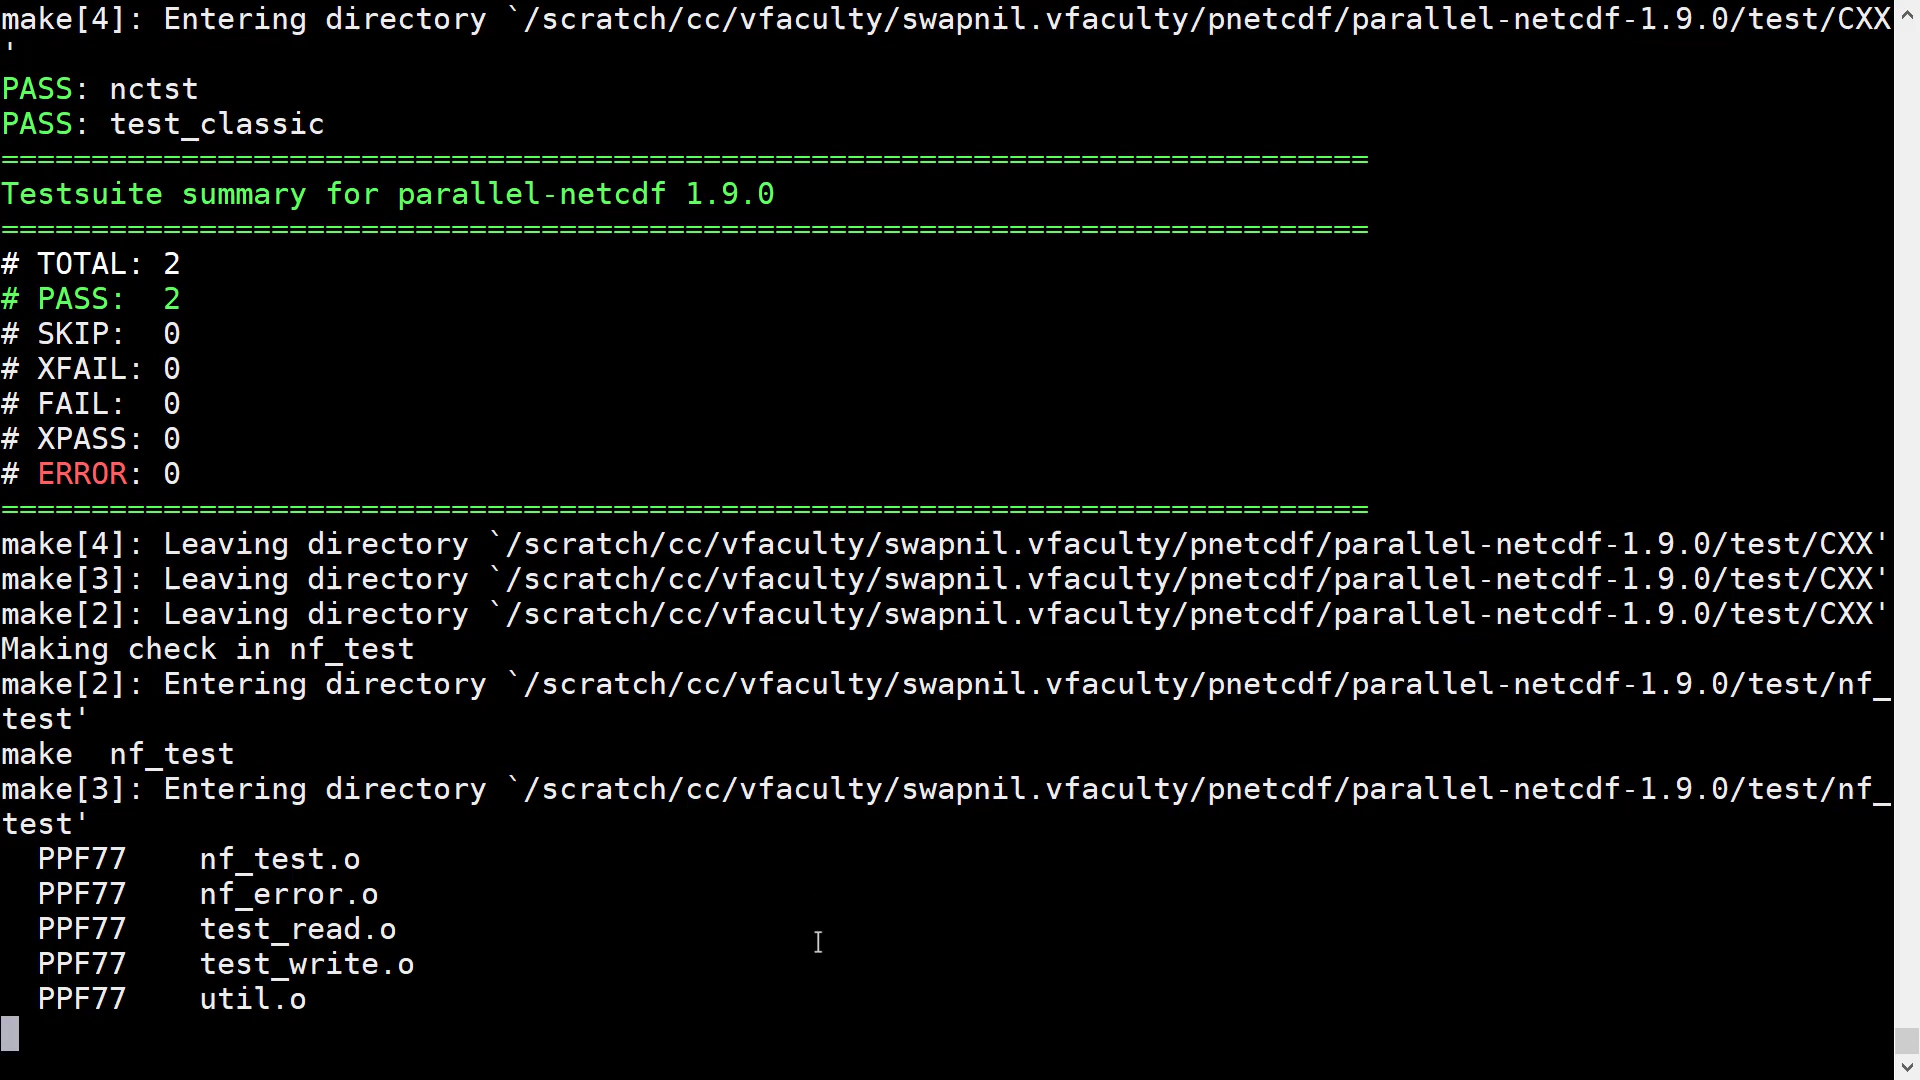 make[4]: Entering directory `/scratch/cc/vfaculty/swapnil.vfaculty/pnetcdf/parallel-netcdf-1.9.0/test/CXX
'
PASS: nctst
PASS: test_classic
============================================================================
Testsuite summary for parallel-netcdf 1.9.0
============================================================================
# TOTAL: 2
# PASS:  2
# SKIP:  0
# XFAIL: 0
# FAIL:  0
# XPASS: 0
# ERROR: 0
============================================================================
make[4]: Leaving directory `/scratch/cc/vfaculty/swapnil.vfaculty/pnetcdf/parallel-netcdf-1.9.0/test/CXX'
make[3]: Leaving directory `/scratch/cc/vfaculty/swapnil.vfaculty/pnetcdf/parallel-netcdf-1.9.0/test/CXX'
make[2]: Leaving directory `/scratch/cc/vfaculty/swapnil.vfaculty/pnetcdf/parallel-netcdf-1.9.0/test/CXX'
Making check in nf_test
make[2]: Entering directory `/scratch/cc/vfaculty/swapnil.vfaculty/pnetcdf/parallel-netcdf-1.9.0/test/nf_
test'
make  nf_test
make[3]: Entering directory `/scratch/cc/vfaculty/swapnil.vfaculty/pnetcdf/parallel-netcdf-1.9.0/test/nf_
test'
  PPF77    nf_test.o
  PPF77    nf_error.o
  PPF77    test_read.o
  PPF77    test_write.o
  PPF77    util.o